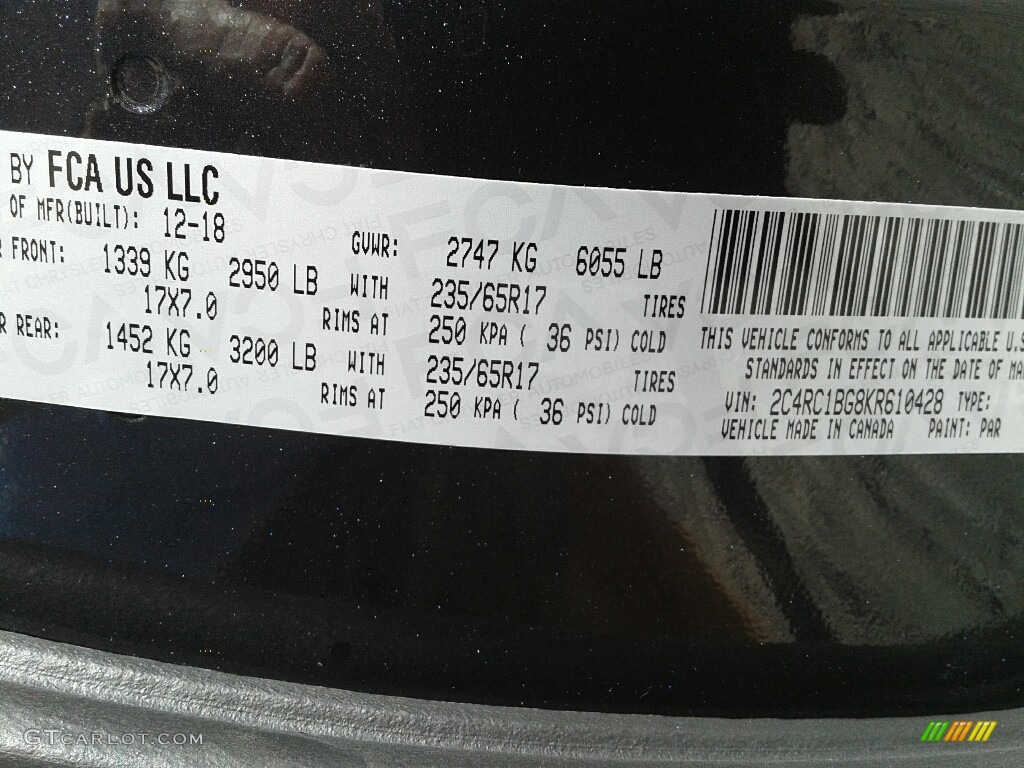 BY FCA US LLC
OF MFR(BUILT): 12-18
GVWR: 2747 KG 6055 LB
FRONT: 1339 KG 2950 LB WITH 235/65R17 TIRES
17X7.0 RIMS AT 250 KPA ( 36 PSI) COLD
R REAR: 1452 KG 3200 LB WITH 235/65R17 TIRES
17X7.0 RIMS AT 250 KPA ( 36 PSI) COLD
THIS VEHICLE CONFORMS TO ALL APPLICABLE U.S
STANDARDS IN EFFECT ON THE DATE OF MA
VIN: 2C4RC1BG8KR610428 TYPE:
VEHICLE MADE IN CANADA PAINT: PAR
GTCARLOT.COM